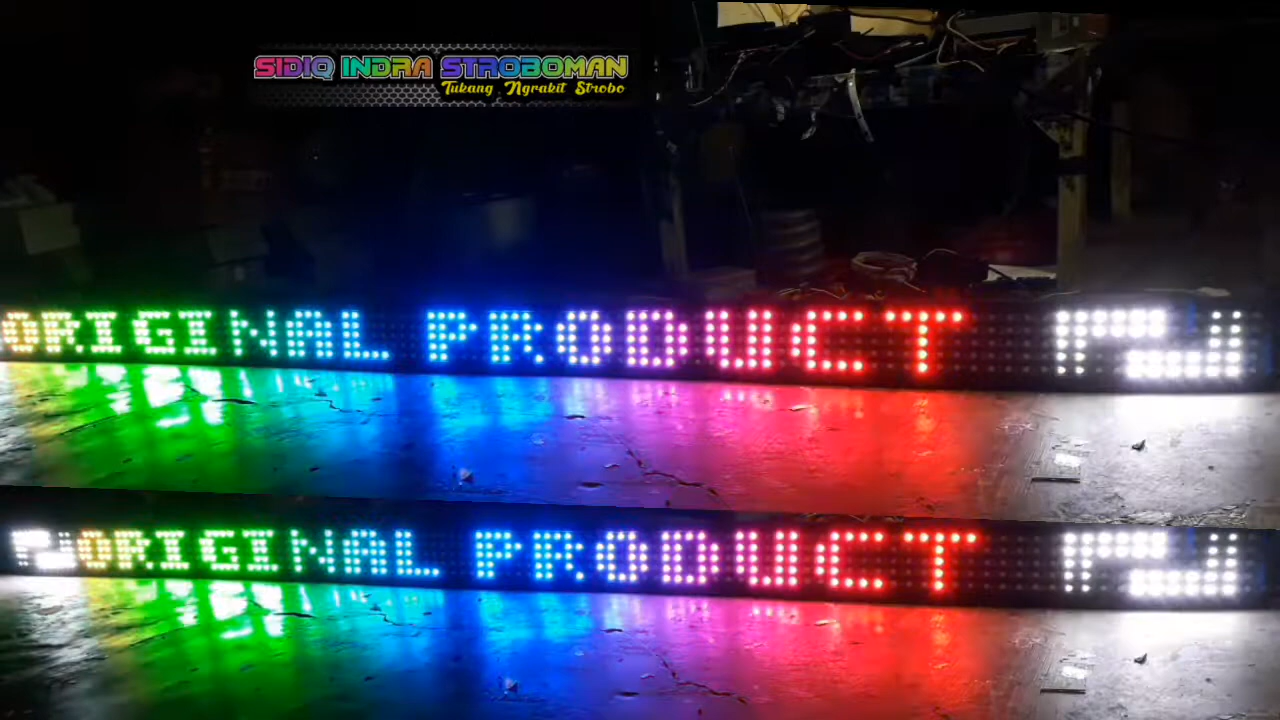 SIDIQ INDRA STROBOMAN
Tukang Ngrakit Strobo
ORIGINAL PRODUCT
ORIGINAL PRODUCT